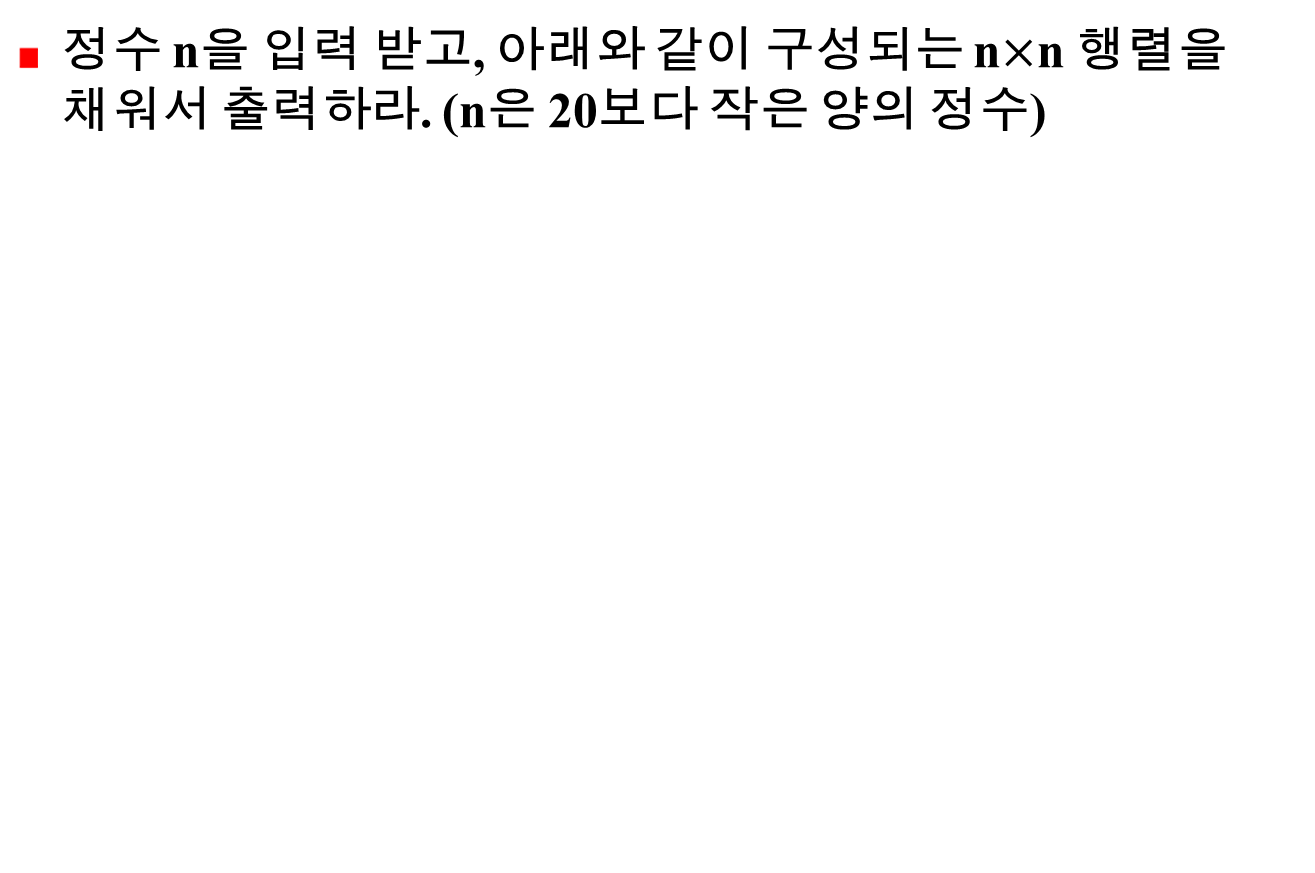 정수 n을 입력 받고, 아래와 같이 구성되는 n×n 행렬을
채워서 출력하라. (n은 20보다 작은 양의 정수)